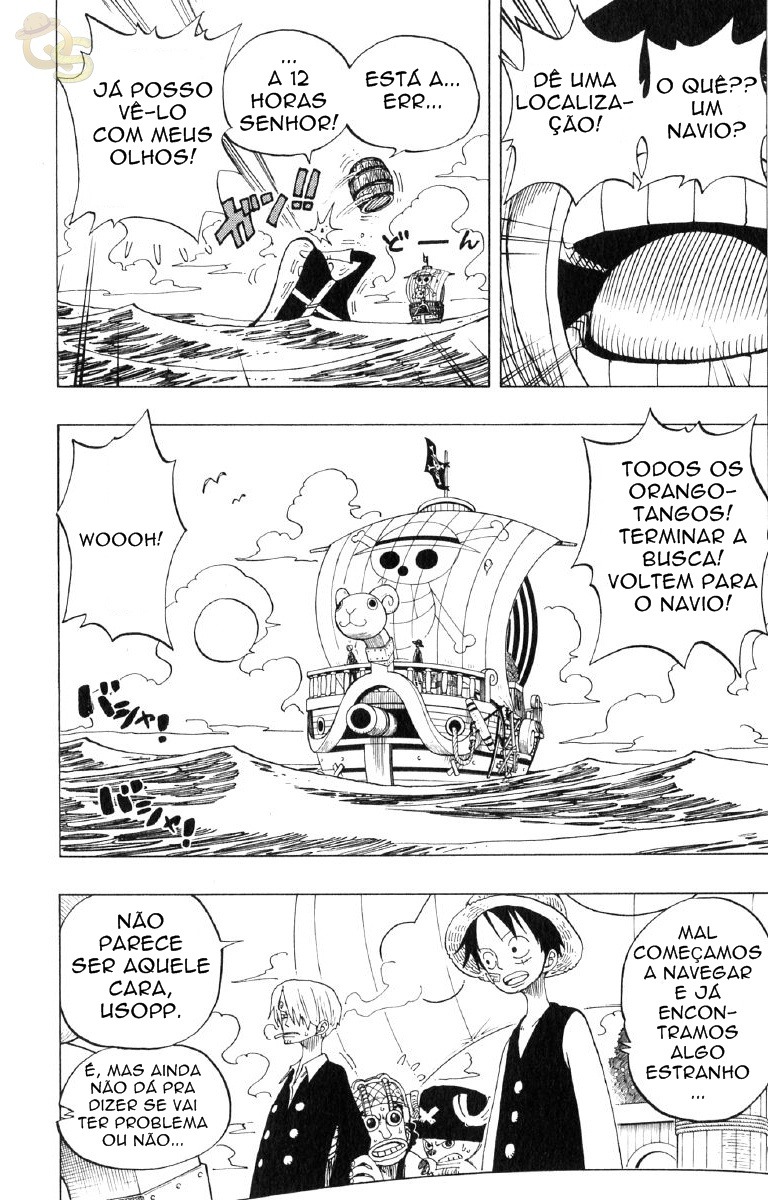 O QUÊ??
UM
NAVIO?
DÊ UMA
LOCALIZA-
ÇÃO!
ESTÁ A...
ERR...
...
A 12
HORAS
SENHOR!
JÁ POSSO
VÊ-LO
COM MEUS
OLHOS!
ガーン!!
どーん
TODOS OS
ORANGO-
TANGOS!
TERMINAR A
BUSCA!
VOLTEM PARA
O NAVIO!
WOOOH!
バシャ!
バシャ!
MAL
COMEÇAMOS
A NAVEGAR
E JÁ
ENCON-
TRAMOS
ALGO
ESTRANHO
...
NÃO
PARECE
SER AQUELE
CARA,
USOPP.
É, MAS AINDA
NÃO DÁ PRA
DIZER SE VAI
TER PROBLEMA
OU NÃO...